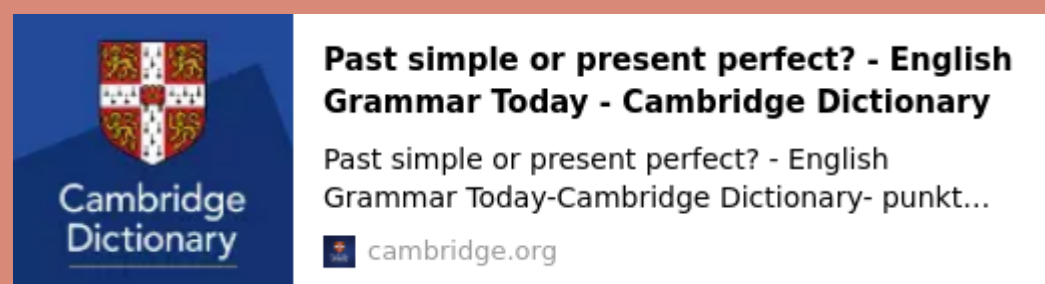 Cambridge
Dictionary
Past simple or present perfect? - English
Grammar Today - Cambridge Dictionary
Past simple or present perfect? - English
Grammar Today-Cambridge Dictionary- punkt...
cambridge.org